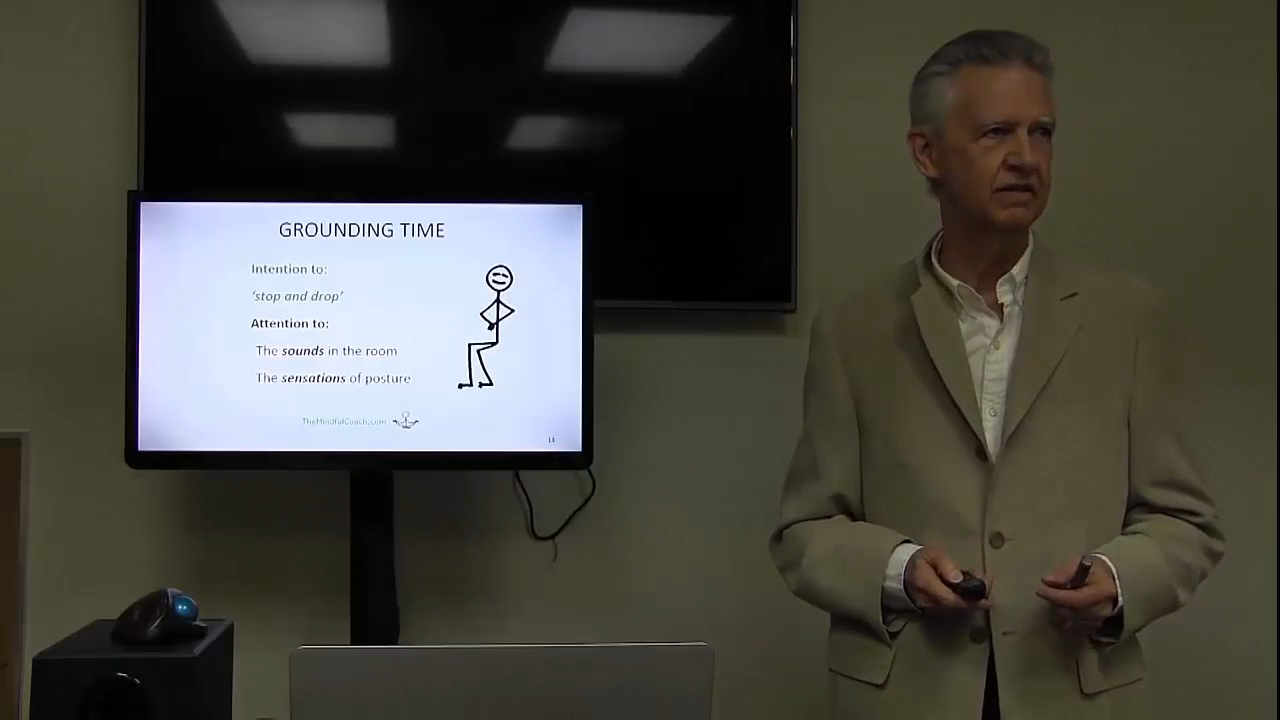 GROUNDING TIME
Intention to:
‘stop and drop’
Attention to:
The sounds in the room
The sensations of posture
TheMindfulCoach.com
14